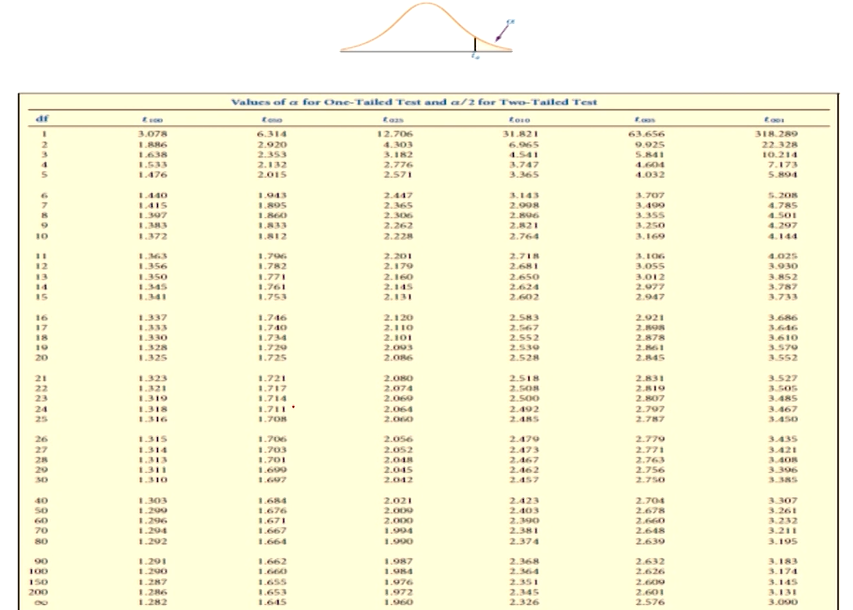 α
tα
Values of α for One-Tailed Test and α/2 for Two-Tailed Test
df t.100 t.050 t.025 t.010 t.005 t.001
1 3.078 6.314 12.706 31.821 63.656 318.289
2 1.886 2.920 4.303 6.965 9.925 22.328
3 1.638 2.353 3.182 4.541 5.841 10.214
4 1.533 2.132 2.776 3.747 4.604 7.173
5 1.476 2.015 2.571 3.365 4.032 5.894
6 1.440 1.943 2.447 3.143 3.707 5.208
7 1.415 1.895 2.365 2.998 3.499 4.785
8 1.397 1.860 2.306 2.896 3.355 4.501
9 1.383 1.833 2.262 2.821 3.250 4.297
10 1.372 1.812 2.228 2.764 3.169 4.144
11 1.363 1.796 2.201 2.718 3.106 4.025
12 1.356 1.782 2.179 2.681 3.055 3.930
13 1.350 1.771 2.160 2.650 3.012 3.852
14 1.345 1.761 2.145 2.624 2.977 3.787
15 1.341 1.753 2.131 2.602 2.947 3.733
16 1.337 1.746 2.120 2.583 2.921 3.686
17 1.333 1.740 2.110 2.567 2.898 3.646
18 1.330 1.734 2.101 2.552 2.878 3.610
19 1.328 1.729 2.093 2.539 2.861 3.579
20 1.325 1.725 2.086 2.528 2.845 3.552
21 1.323 1.721 2.080 2.518 2.831 3.527
22 1.321 1.717 2.074 2.508 2.819 3.505
23 1.319 1.714 2.069 2.500 2.807 3.485
24 1.318 1.711 2.064 2.492 2.797 3.467
25 1.316 1.708 2.060 2.485 2.787 3.450
26 1.315 1.706 2.056 2.479 2.779 3.435
27 1.314 1.703 2.052 2.473 2.771 3.421
28 1.313 1.701 2.048 2.467 2.763 3.408
29 1.311 1.699 2.045 2.462 2.756 3.396
30 1.310 1.697 2.042 2.457 2.750 3.385
40 1.303 1.684 2.021 2.423 2.704 3.307
50 1.299 1.676 2.009 2.403 2.678 3.261
60 1.296 1.671 2.000 2.390 2.660 3.232
70 1.294 1.667 1.994 2.381 2.648 3.211
80 1.292 1.664 1.990 2.374 2.639 3.195
90 1.291 1.662 1.987 2.368 2.632 3.183
100 1.290 1.660 1.984 2.364 2.626 3.174
150 1.287 1.655 1.976 2.351 2.609 3.145
200 1.286 1.653 1.972 2.345 2.601 3.131
∞ 1.282 1.645 1.960 2.326 2.576 3.090